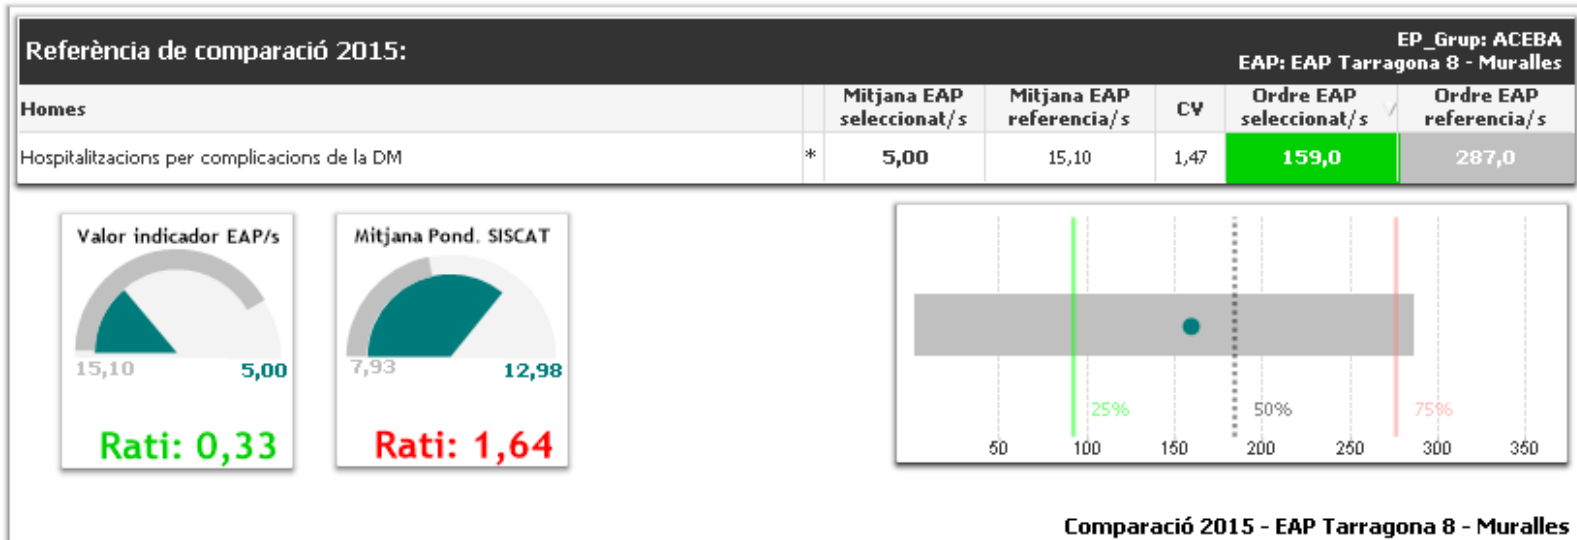 Referència de comparació 2015:
EP_Grup: ACEBA
EAP: EAP Tarragona 8 - Muralles
Homes
Mitjana EAP seleccionat/s
Mitjana EAP referencia/s
CV
Ordre EAP seleccionat/s
Ordre EAP referencia/s
Hospitalitzacions per complicacions de la DM * 5,00 15,10 1,47 159,0 287,0
Valor indicador EAP/s
15,10 5,00
Rati: 0,33
Mitjana Pond. SISCAT
7,93 12,98
Rati: 1,64
25% 50% 75%
50 100 150 200 250 300 350
Comparació 2015 - EAP Tarragona 8 - Muralles